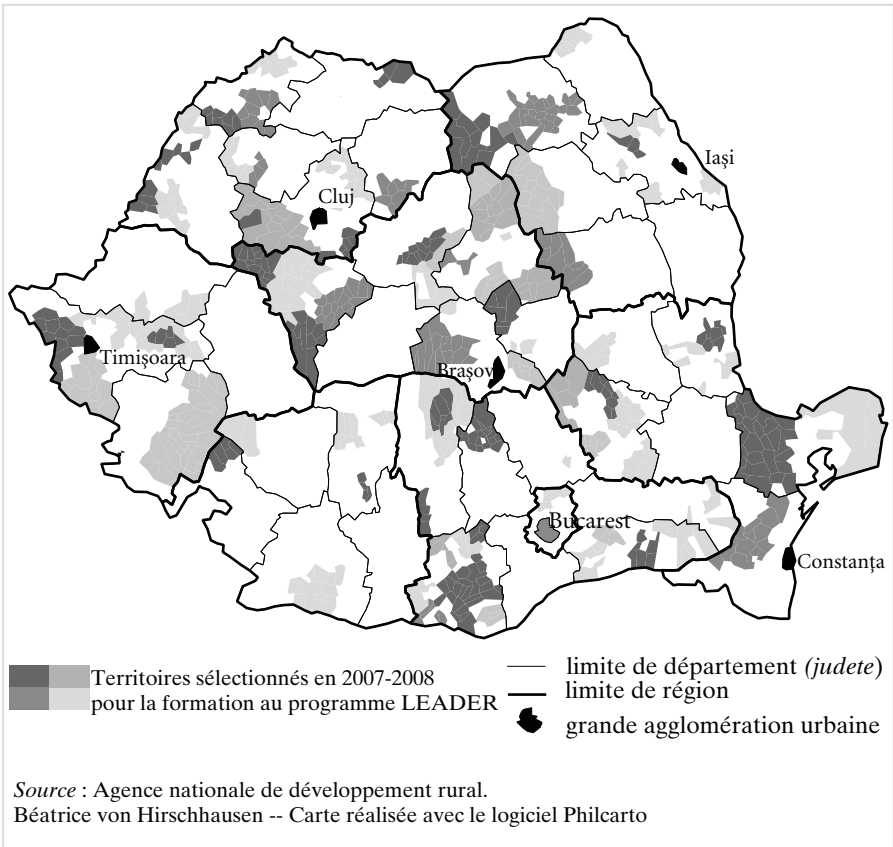 Iaşi
Cluj
Timişoara
Braşov
Bucarest
Constanţa
Territoires sélectionnés en 2007-2008
pour la formation au programme LEADER
limite de département (judete)
limite de région
grande agglomération urbaine
Source : Agence nationale de développement rural.
Béatrice von Hirschhausen -- Carte réalisée avec le logiciel Philcarto